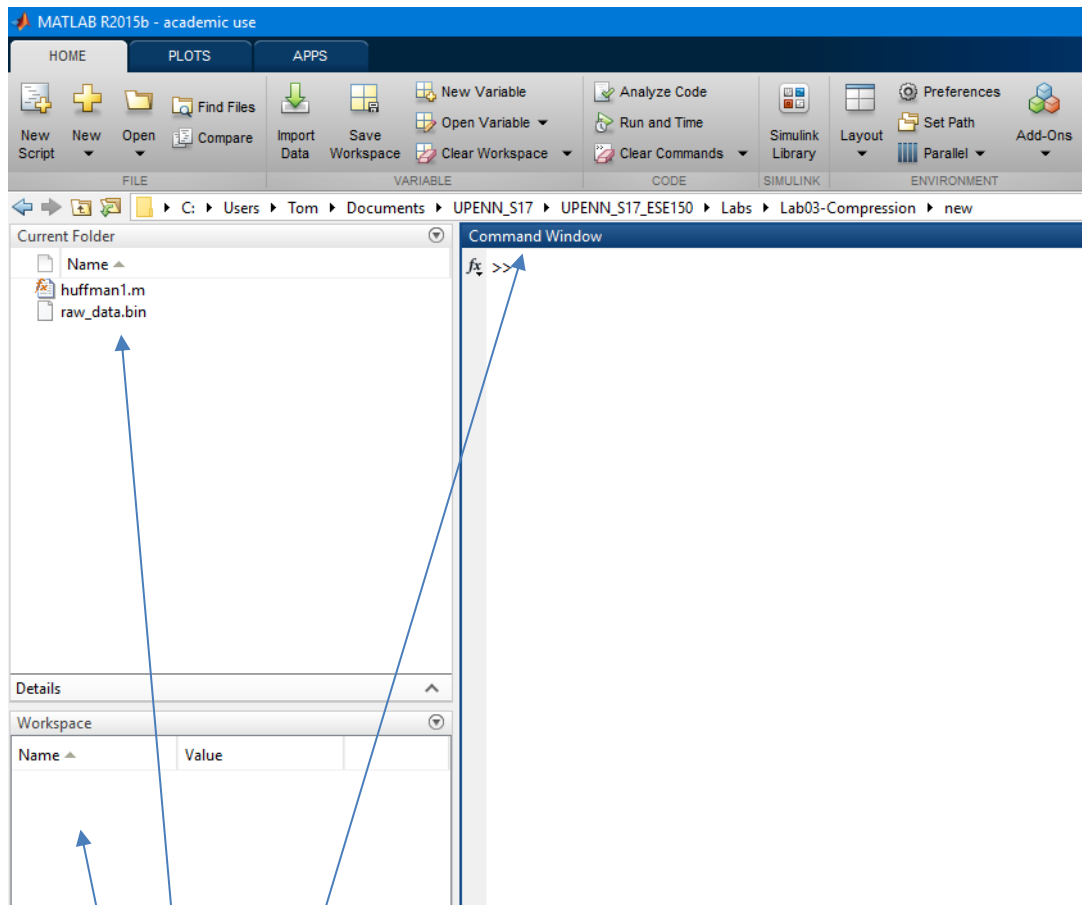 MATLAB R2015b - academic use
HOME PLOTS APPS
New Script
New
Open
Find Files
Compare
Import Data
Save Workspace
New Variable
Open Variable
Clear Workspace
Analyze Code
Run and Time
Clear Commands
Simulink Library
Layout
Preferences
Set Path
Parallel
Add-Ons
FILE VARIABLE CODE SIMULINK ENVIRONMENT
C: Users Tom Documents UPENN_S17 UPENN_S17_ESE150 Labs Lab03-Compression new
Current Folder
Name
huffman1.m
raw_data.bin
Command Window
fx >>
Details
Workspace
Name Value